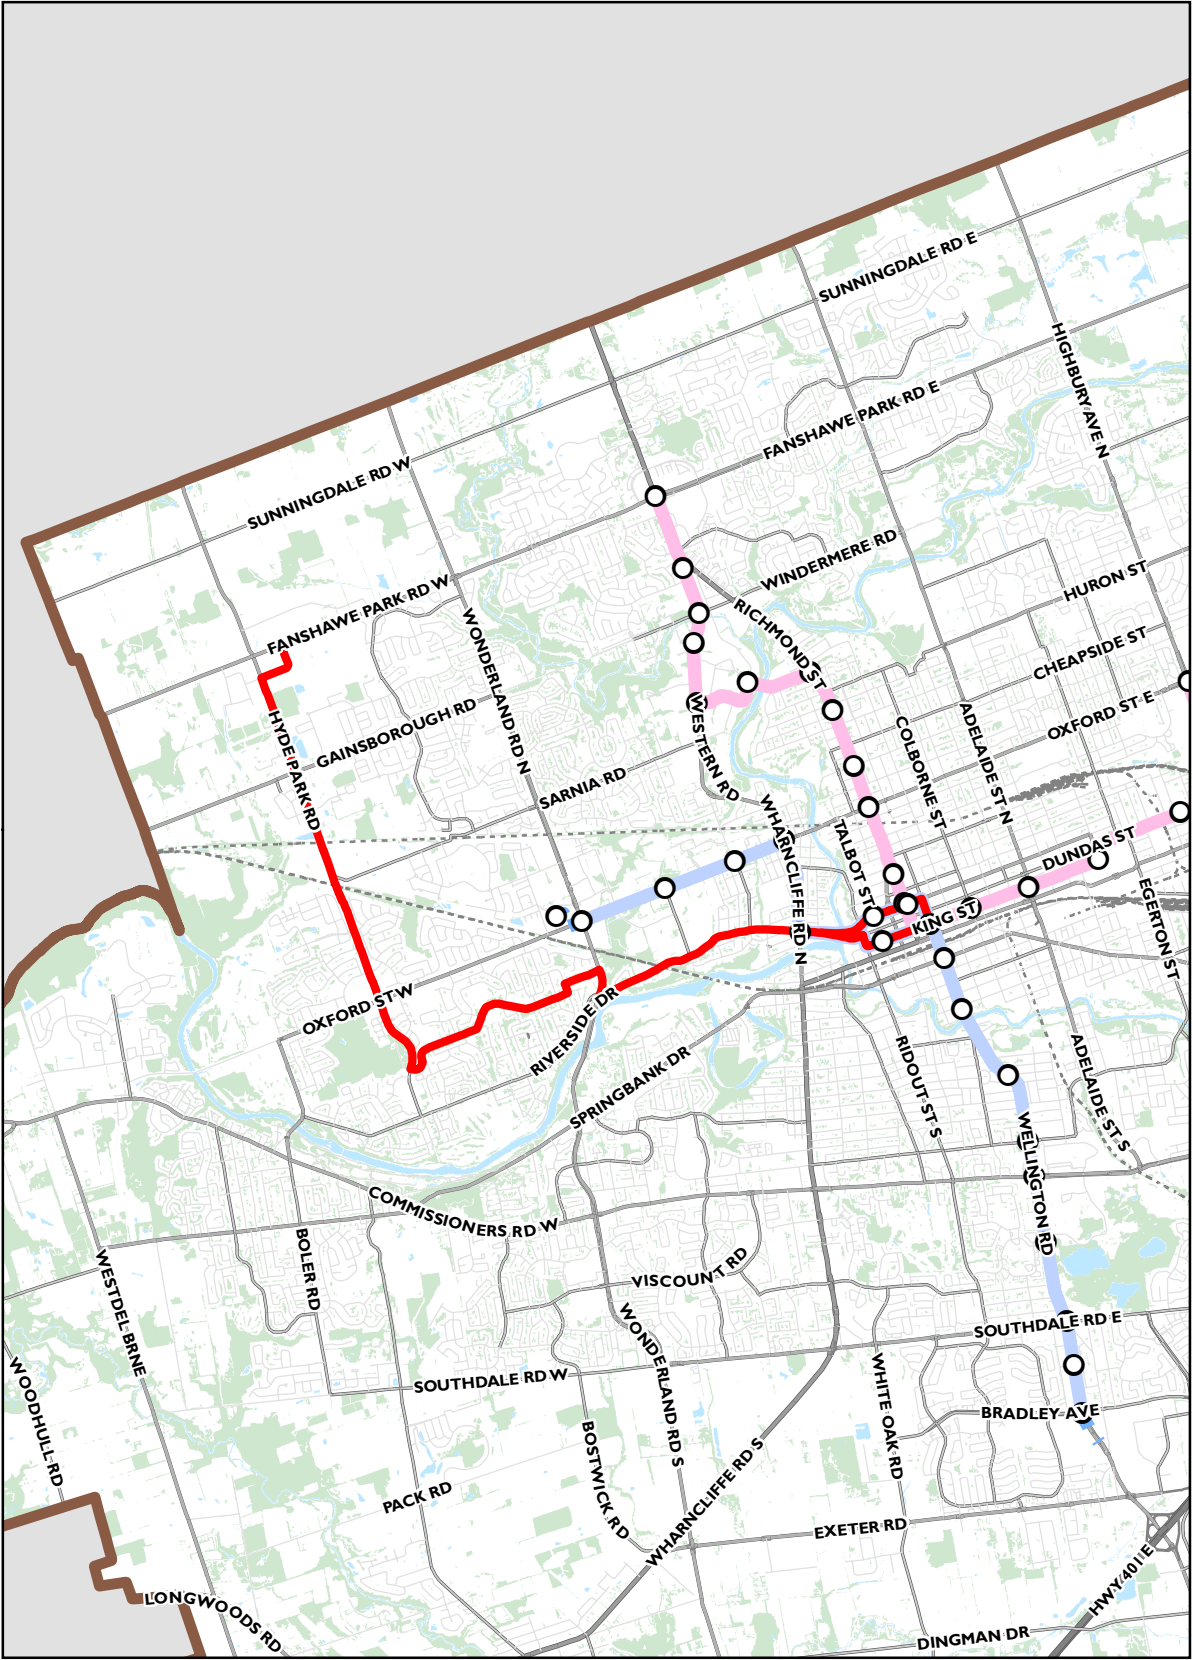 SUNNINGDALE RD E
HIGHBURY AVE N
FANSHAWE PARK RD E
SUNNINGDALE RD W
WINDERMERE RD
HURON ST
FANSHAWE PARK RD W
RICHMOND ST
CHEAPSIDE ST
WONDERLAND RD N
OXFORD ST E
GAINSBOROUGH RD
HYDE PARK RD
WESTERN RD
COLBORNE ST
ADELAIDE ST N
SARNIA RD
WHARNCLIFFE RD N
TALBOT ST
DUNDAS ST
EGERTON ST
KING ST
OXFORD ST W
RIVERSIDE DR
SPRINGBANK DR
RIDOUT ST S
ADELAIDE ST S
WELLINGTON RD
COMMISSIONERS RD W
BOLER RD
WESTDEL BRNE
VISCOUNT RD
WONDERLAND RD S
SOUTHDALE RD E
WOODHULL RD
SOUTHDALE RD W
WHITE OAK RD
BRADLEY AVE
BOSTWICK RD
PACK RD
WHARNCLIFFE RD S
EXETER RD
HWY 401 E
LONGWOODS RD
DINGMAN DR